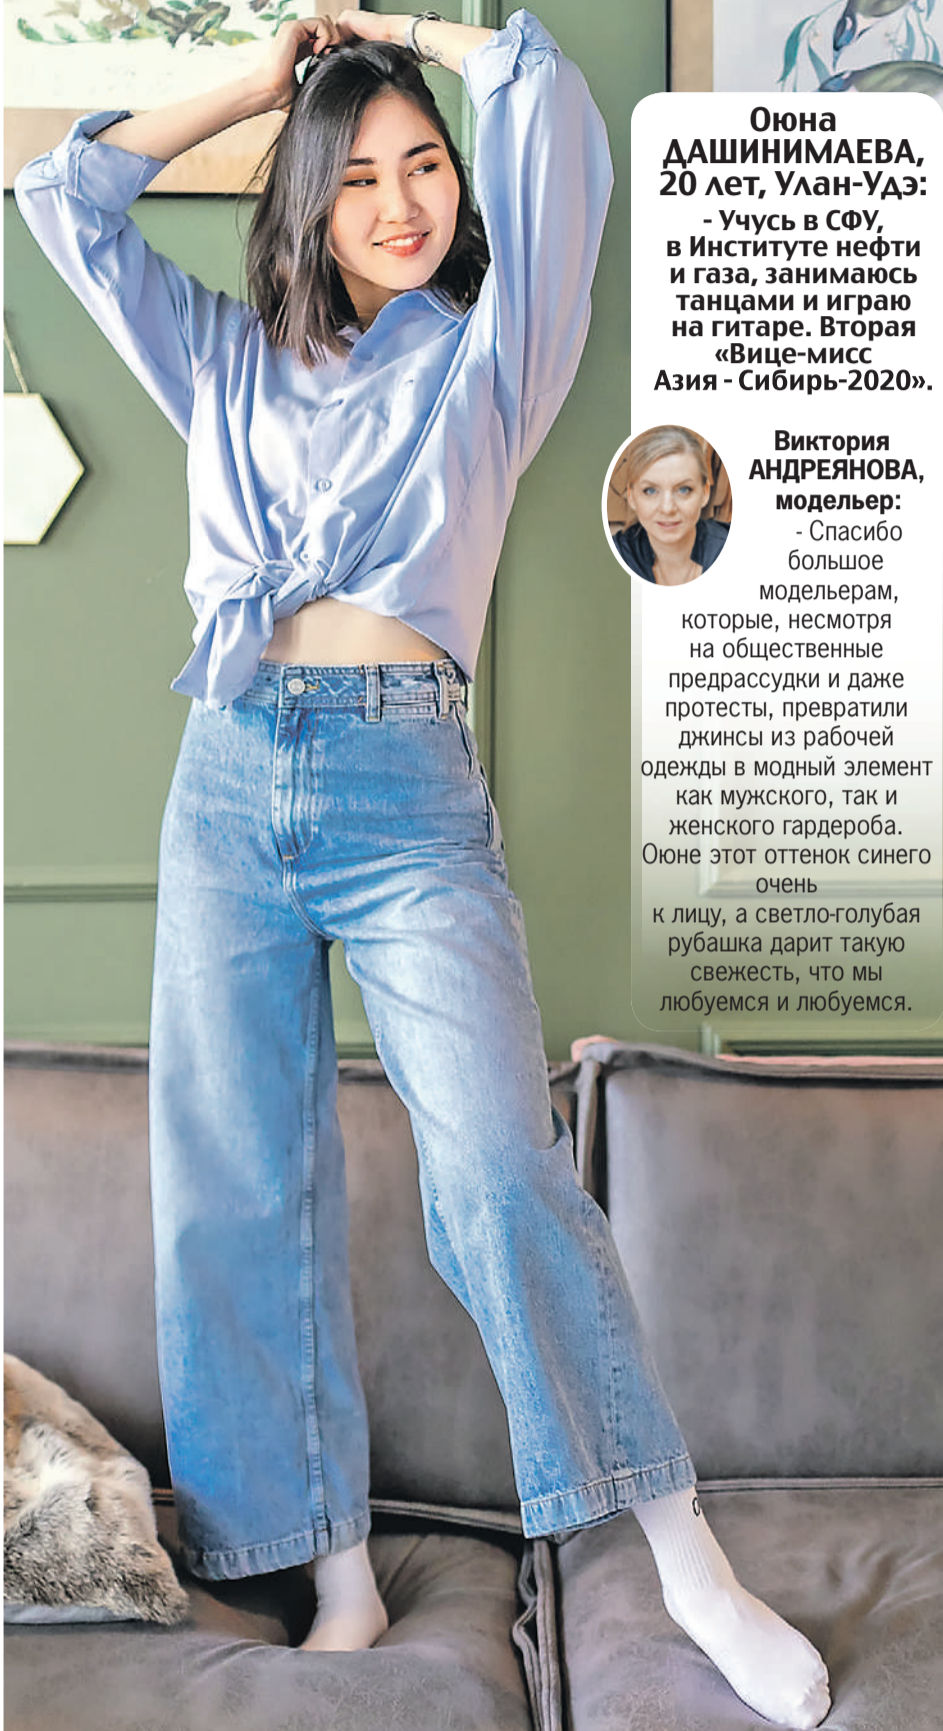 Оюна
ДАШИНИМАЕВА,
20 лет, Улан-Удэ:
- Учусь в СФУ,
в Институте нефти
и газа, занимаюсь
танцами и играю
на гитаре. Вторая
«Вице-мисс
Азия - Сибирь-2020».
Виктория
АНДРЕЯНОВА,
модельер:
- Спасибо
большое
модельерам,
которые, несмотря
на общественные
предрассудки и даже
протесты, превратили
джинсы из рабочей
одежды в модный элемент
как мужского, так и
женского гардероба.
Оюне этот оттенок синего
очень
к лицу, а светло-голубая
рубашка дарит такую
свежесть, что мы
любуемся и любуемся.